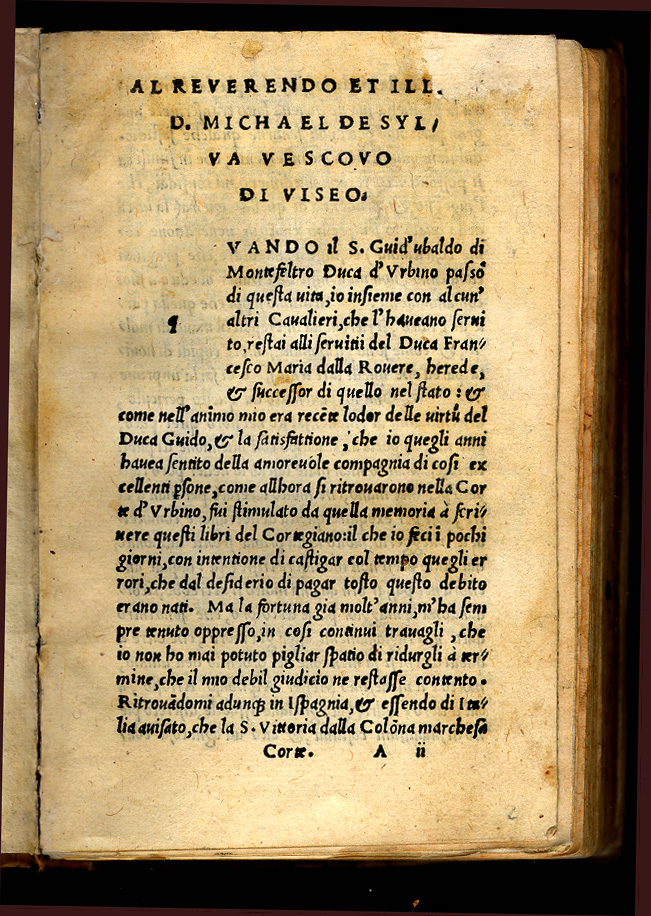 AL REVERENDO ET ILL.
D. MICHAEL DE SYL/
VA VESCOVO
DI VISEO.
VANDO il S. Guid'ubaldo di
Montefeltro Duca d'Vrbino passò
di questa uita, io insieme con alcun'
q altri Caualieri, che l'haueano serui
to, restai alli seruitii del Duca Fran/
cesco Maria dalla Rouere, herede,
& successor di quello nel stato: &
come nell'animo mio era recẽte lodor delle uirtù del
Duca Guido, & la satisfattione, che io quegli anni
hauea sentito della amoreuole compagnia di cosi ex
cellenti ꝑsone, come allhora si ritrouarono nella Cor
te d'Vrbino, fui stimulato da quella memoria à scri/
uere questi libri del Cortegiano: il che io feci ĩ pochi
giorni, con intentione di castigar col tempo quegli er
rori, che dal desiderio di pagar tosto questo debito
erano nati. Ma la fortuna gia molt'anni, m'ha sem
pre tenuto oppresso, in cosi continui trauagli, che
io non ho mai potuto pigliar spatio di ridurgli à ter/
mine, che il mio debil giudicio ne restasse contento.
Ritrouãdomi adunqꝫ in Ispagnia, & essendo di Ita/
lia auisato, che la S. Vittoria dalla Colõna marchesa
Corte. A ii